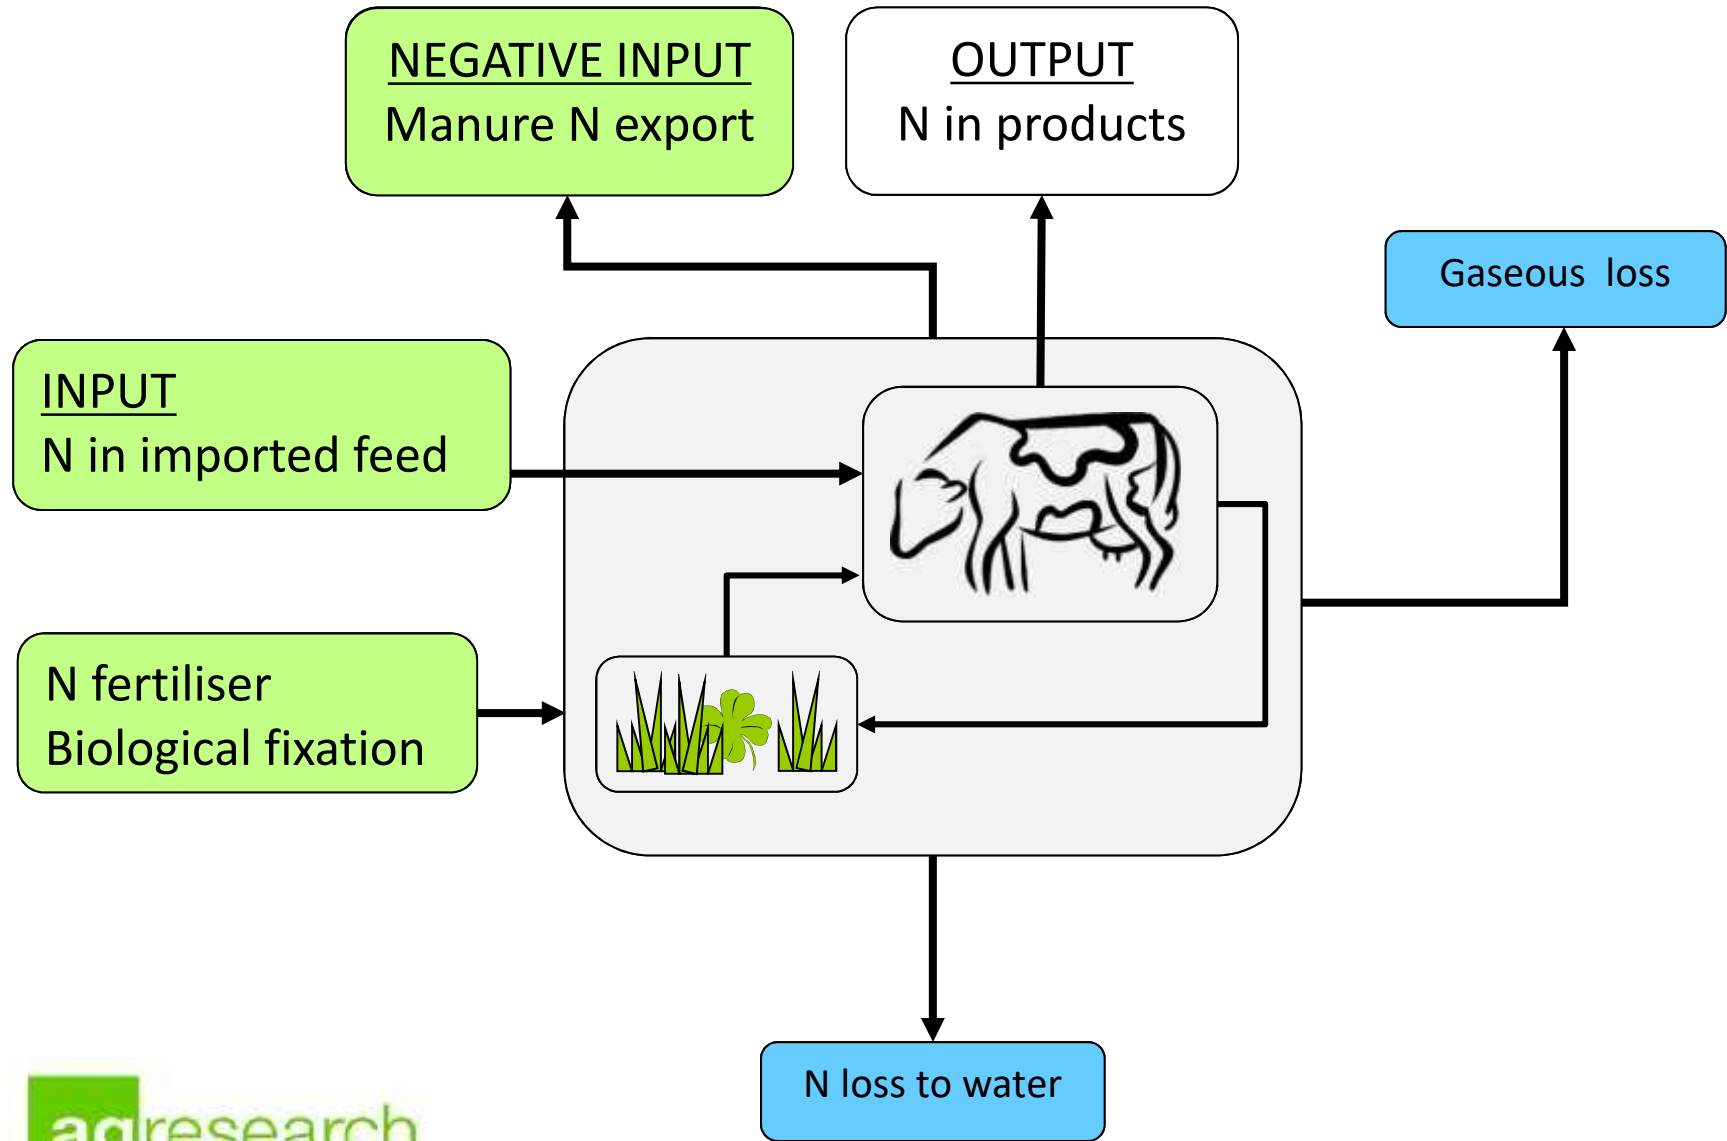 NEGATIVE INPUT
Manure N export
OUTPUT
N in products
Gaseous loss
INPUT
N in imported feed
N fertiliser
Biological fixation
N loss to water
agresearch